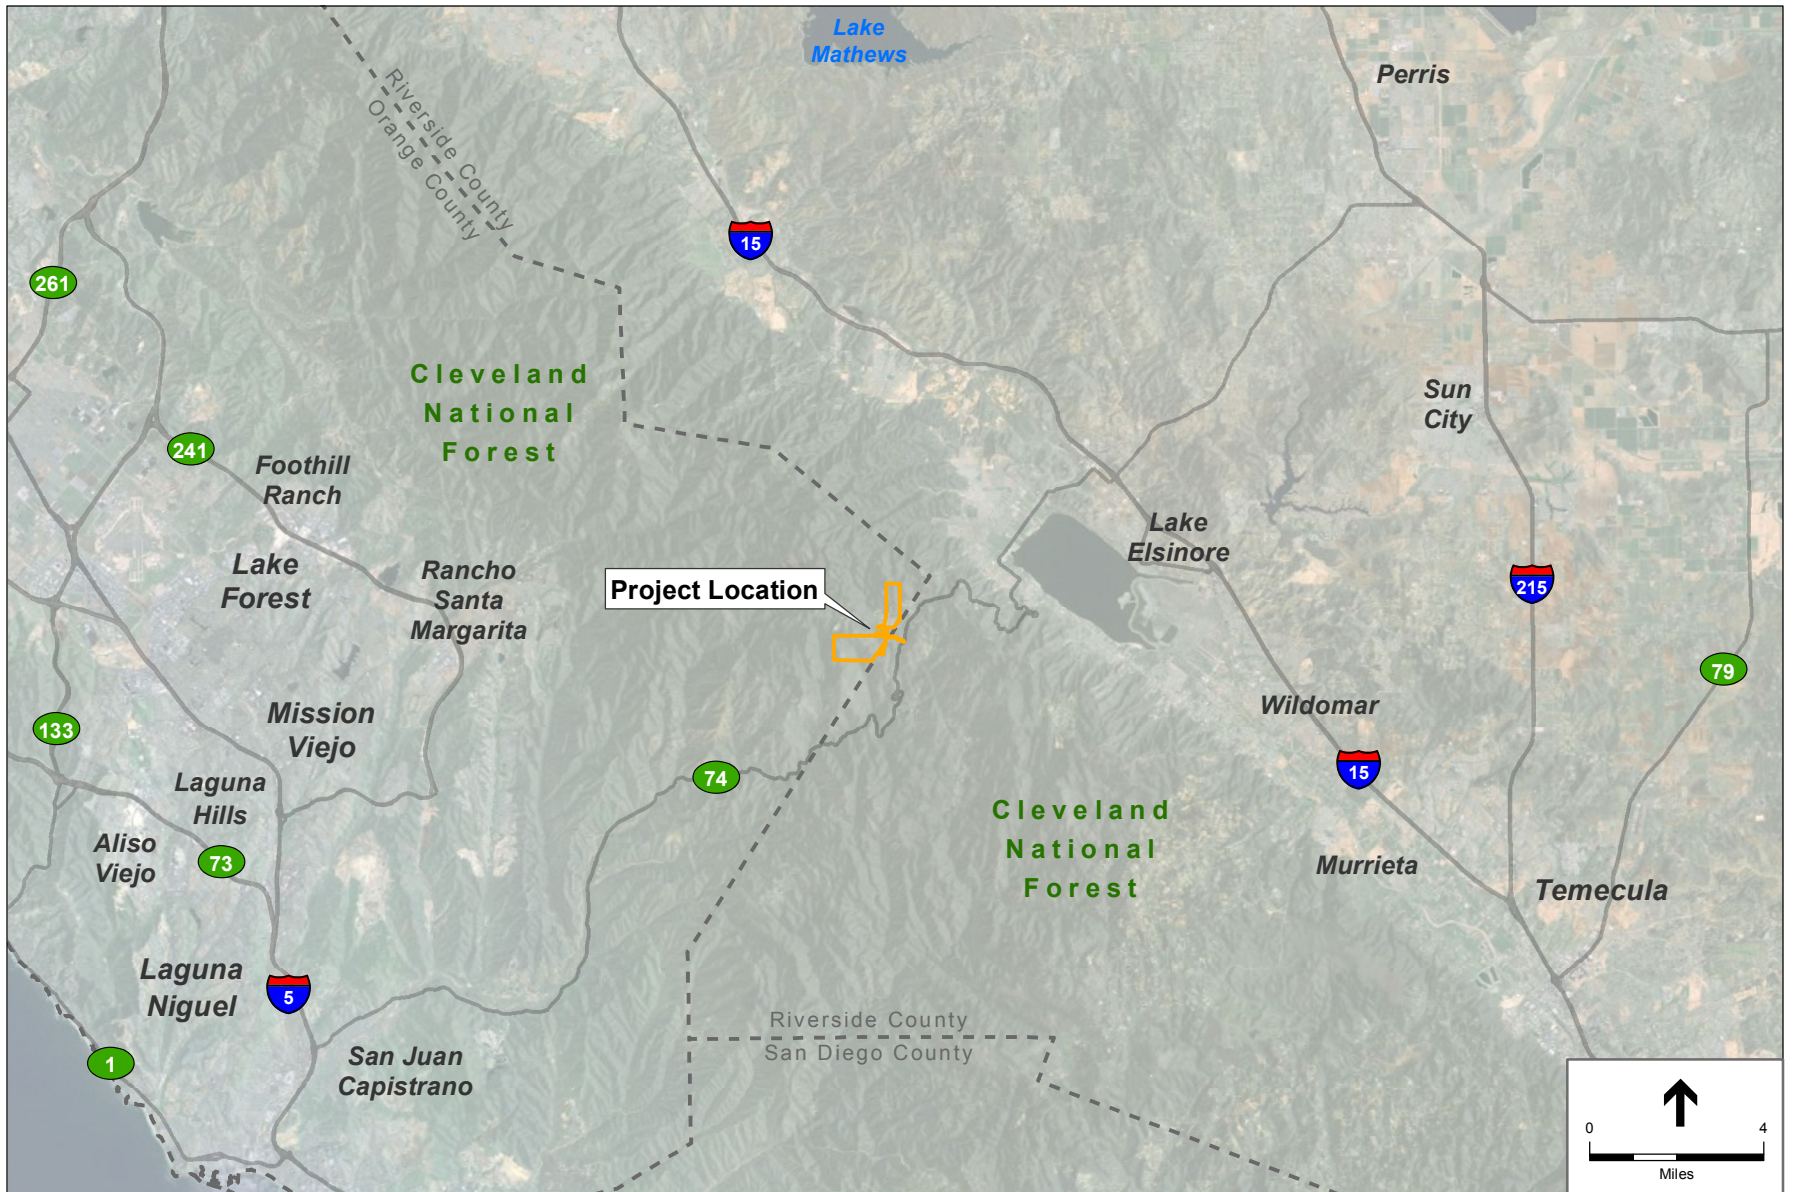 Lake
Mathews
Perris
Riverside County
Orange County
15
261
Cleveland
National
Forest
Sun
City
241
Foothill
Ranch
Lake
Elsinore
Lake
Forest
Rancho
Santa
Margarita
Project Location
215
79
Wildomar
Mission
Viejo
133
74
15
Laguna
Hills
Cleveland
National
Forest
Aliso
Viejo
73
Murrieta
Temecula
Laguna
Niguel
5
Riverside County
San Diego County
1
San Juan
Capistrano
0 4
Miles